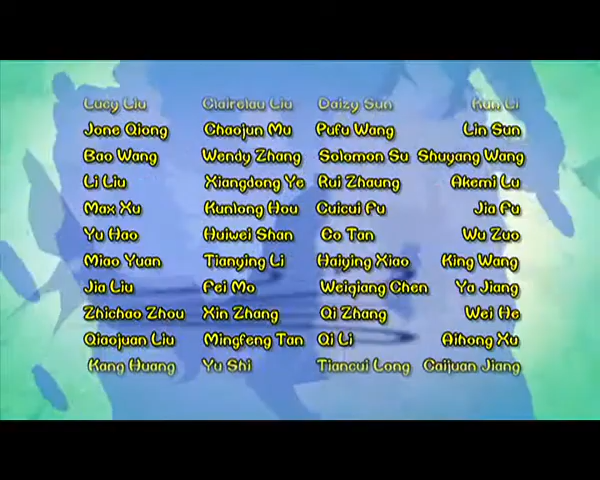 Lucy Liu Clairelau Liu Daizy Sun Kun Li
Jone Qiong Chaojun Mu Pufu Wang Lin Sun
Bao Wang Wendy Zhang Solomon Su Shuyang Wang
Li Liu Xiangdong Ye Rui Zhaung Akemi Lu
Max Xu Kunlong Hou Cuicui Fu Jia Fu
Yu Hao Huiwei Shan Co Tan Wu Zuo
Miao Yuan Tianying Li Haiying Xiao King Wang
Jia Liu Fei Mo Weiqiang Chen Ya Jiang
Zhichao Zhou Xin Zhang Qi Zhang Wei He
Qiaojuan Liu Mingfeng Tan Qi Li Aihong Xu
Kang Huang Yu Shi Tiancui Long Caijuan Jiang